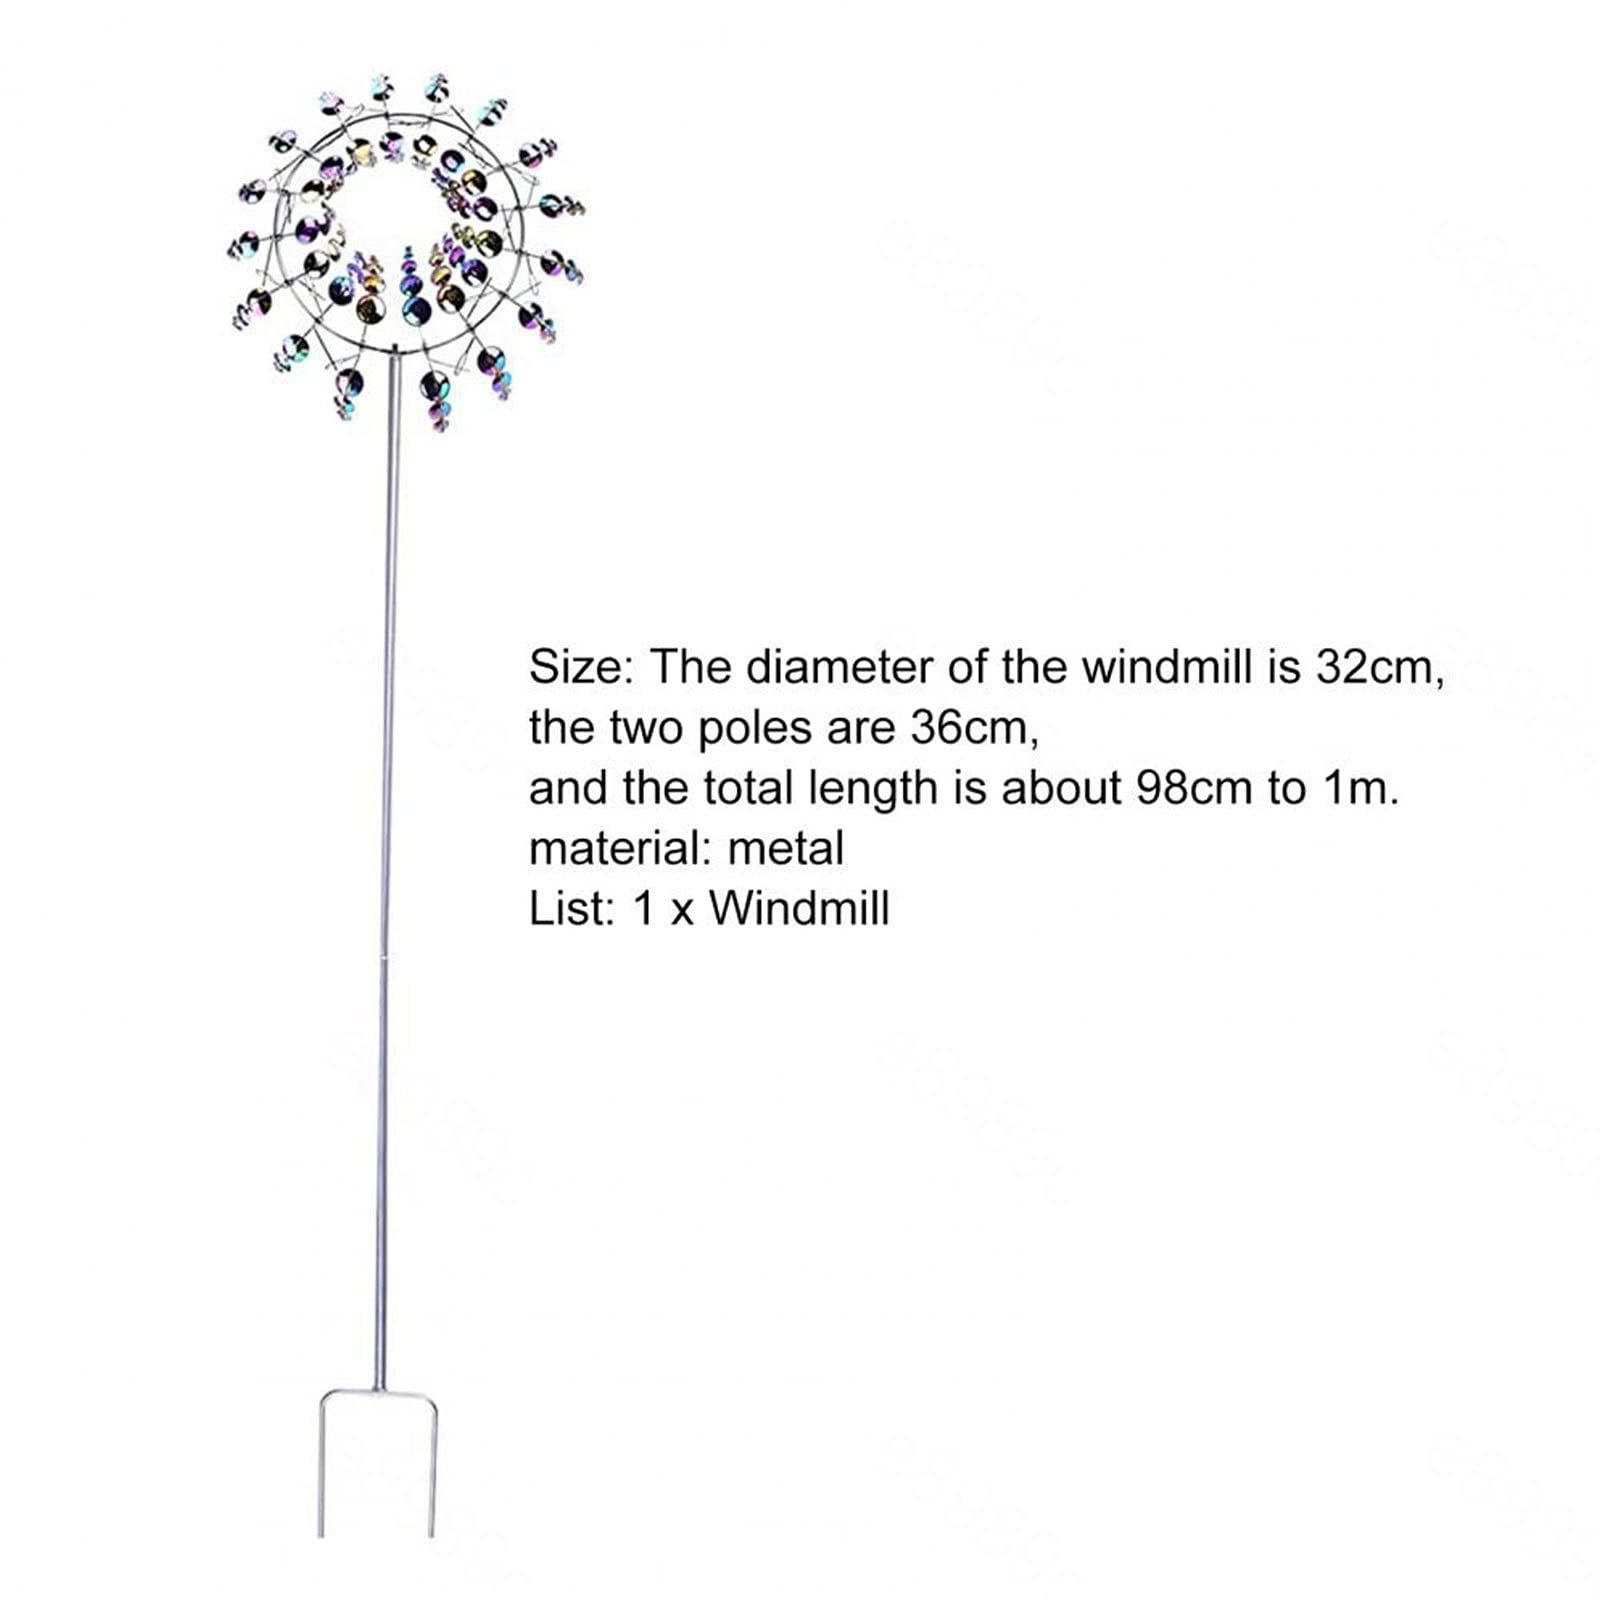 Size: The diameter of the windmill is 32cm,
the two poles are 36cm,
and the total length is about 98cm to 1m.
material: metal
List: 1 x Windmill